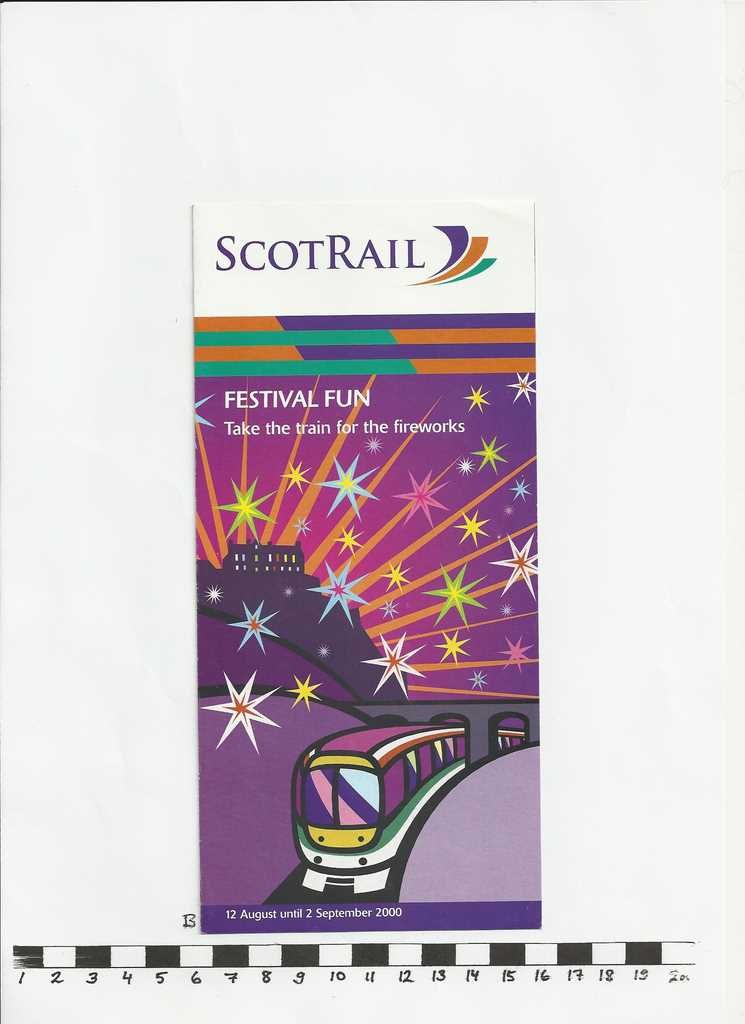 SCOTRAIL
FESTIVAL FUN
Take the train for the fireworks
12 August until 2 September 2000
B
1 2 3 4 5 6 7 8 9 10 11 12 13 14 15 16 17 18 19